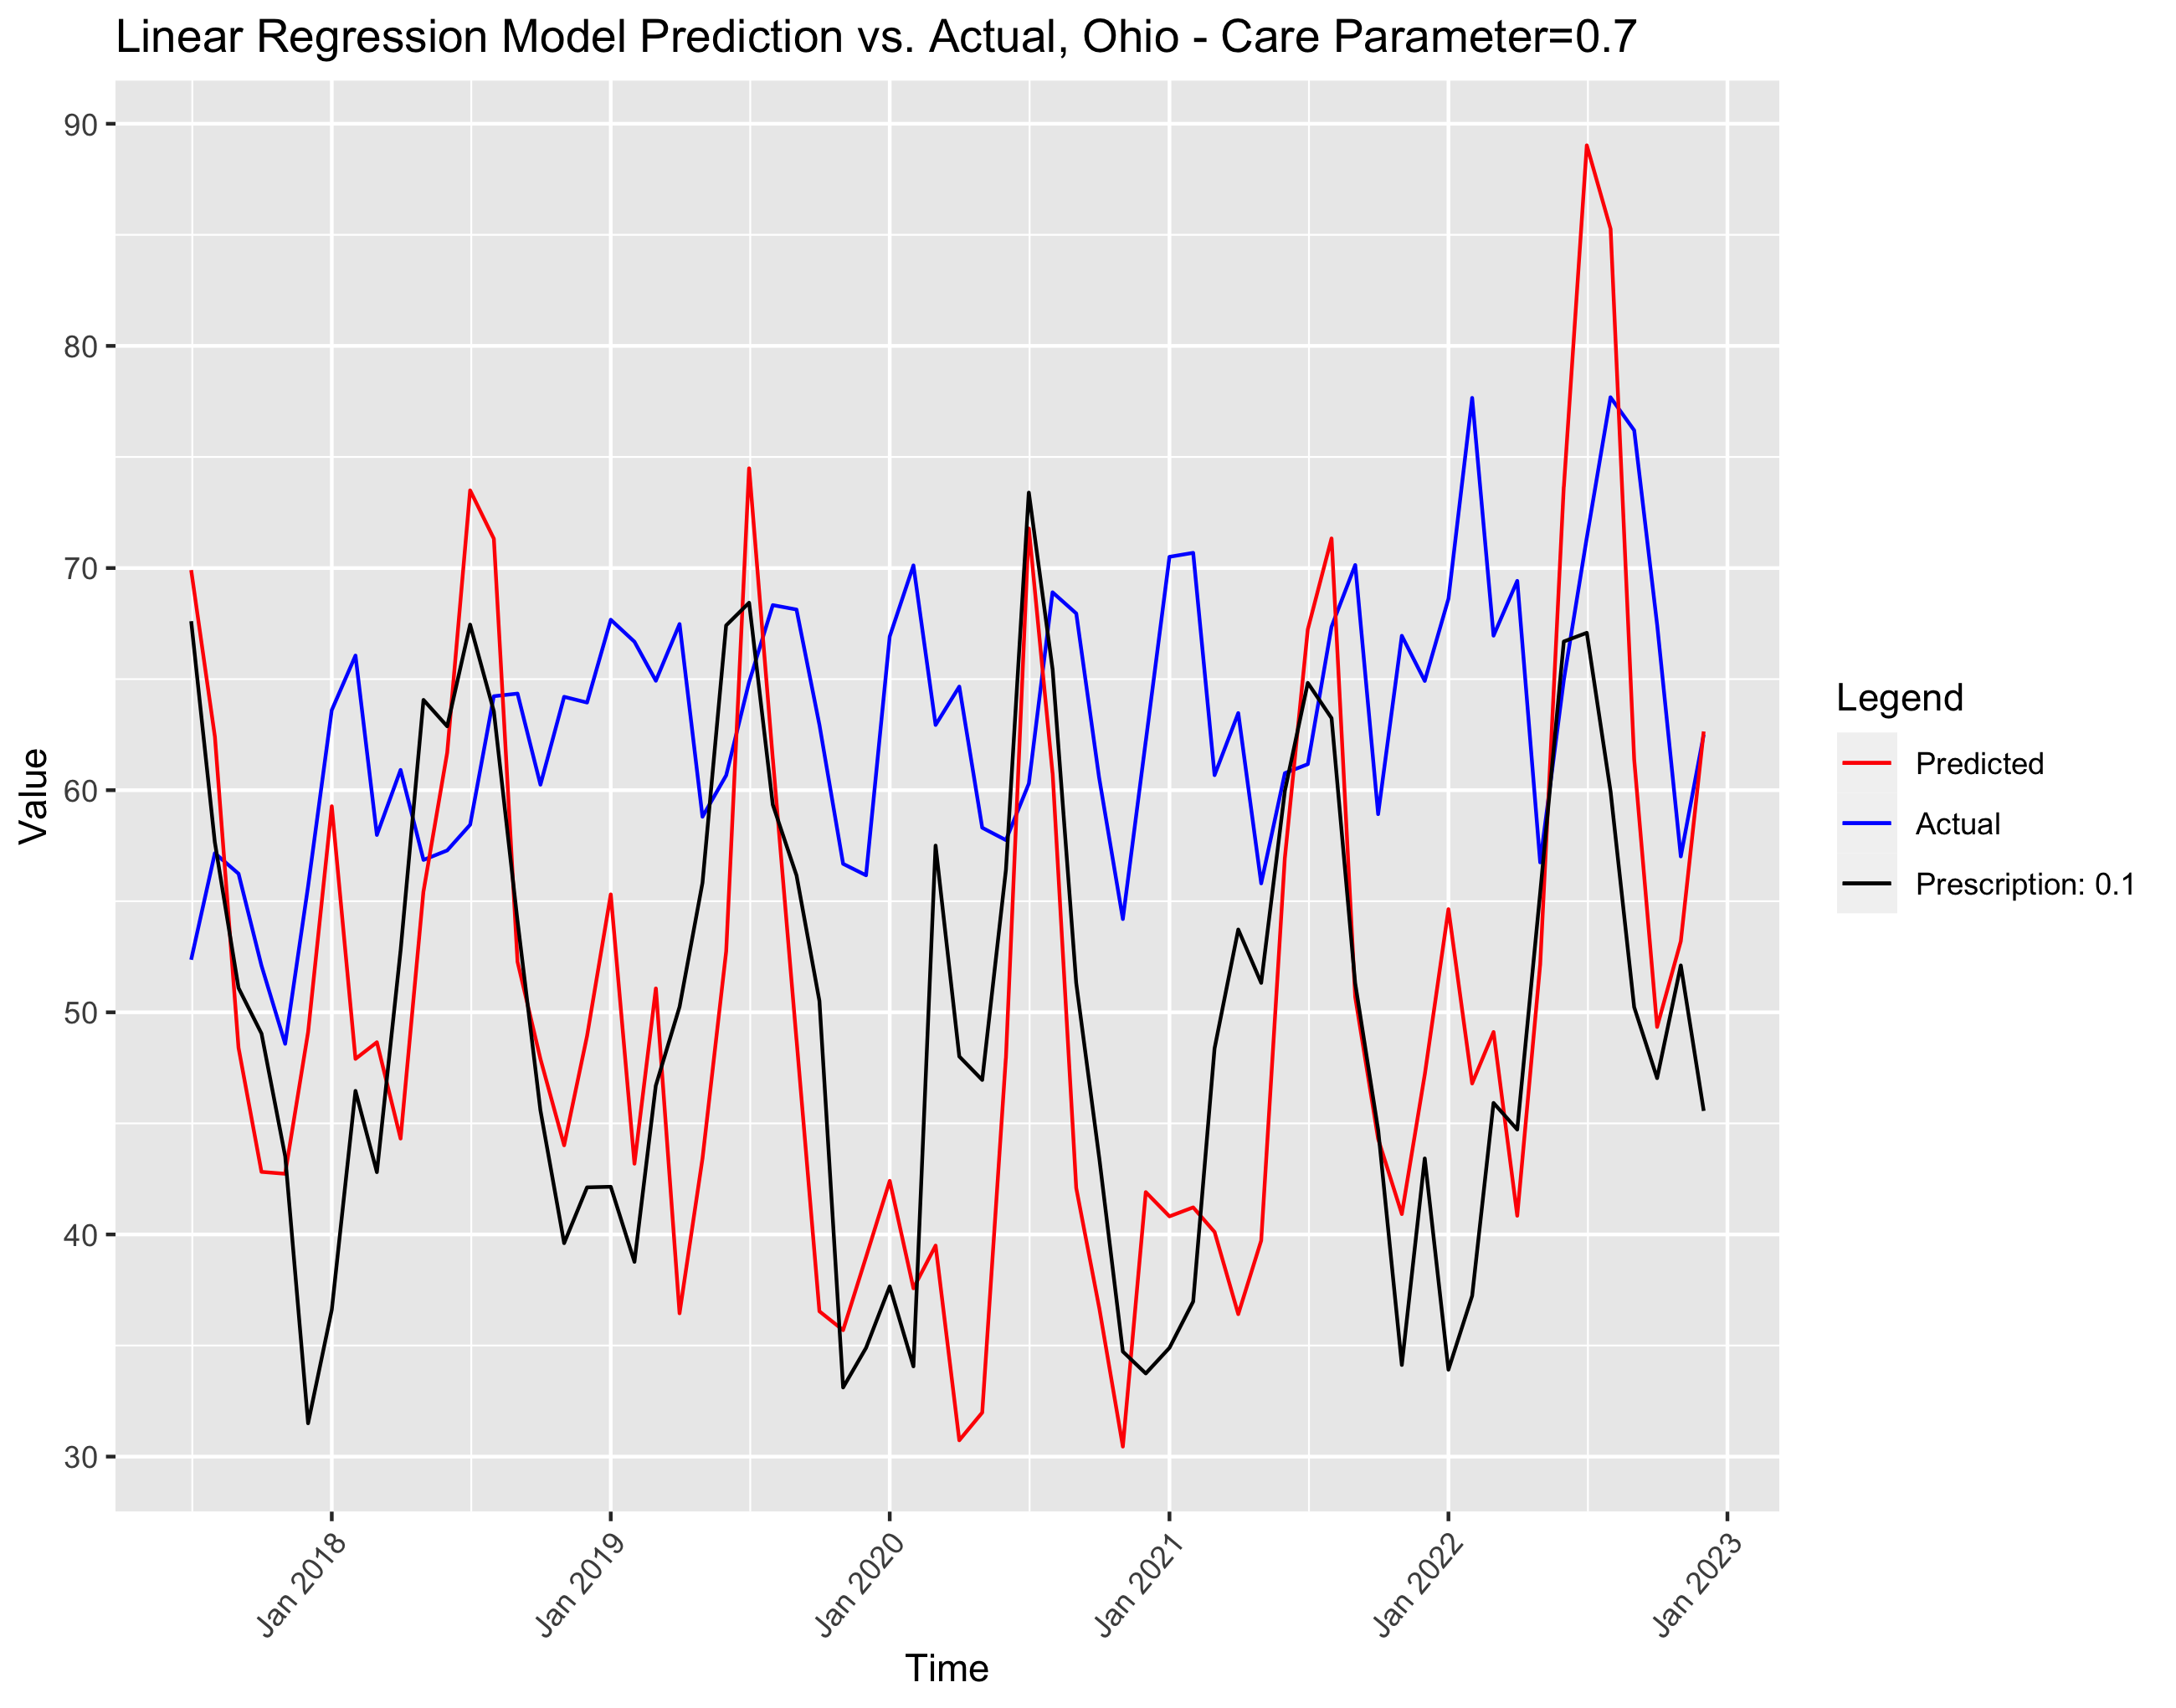 Linear Regression Model Prediction vs. Actual, Ohio - Care Parameter=0.7
90
80
70
60
50
40
30
Value
Jan 2018
Jan 2019
Jan 2020
Jan 2021
Jan 2022
Jan 2023
Time
Legend
Predicted
Actual
Prescription: 0.1